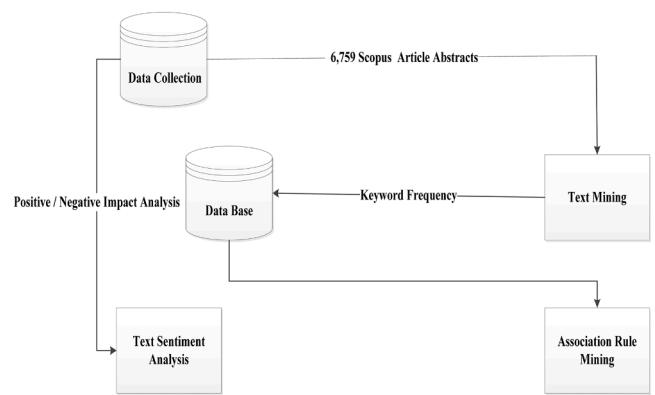 6,759 Scopus Article Abstracts
Data Collection
Positive / Negative Impact Analysis
Data Base
Keyword Frequency
Text Mining
Text Sentiment
Analysis
Association Rule
Mining